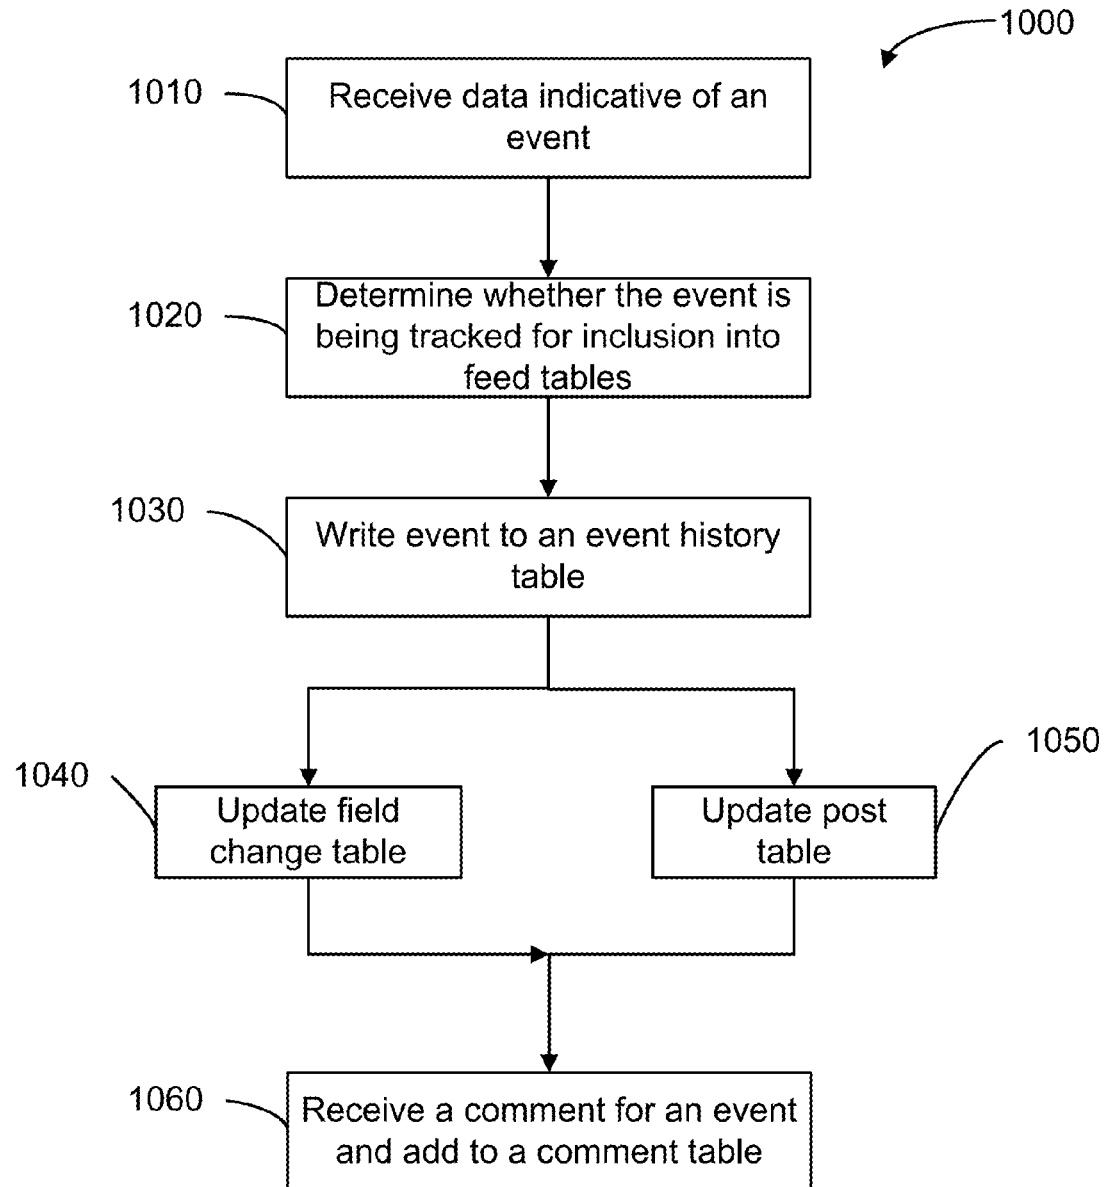 1000
1010
Receive data indicative of an
event
1020
Determine whether the event is
being tracked for inclusion into
feed tables
1030
Write event to an event history
table
1040
Update field
change table
1050
Update post
table
1060
Receive a comment for an event
and add to a comment table